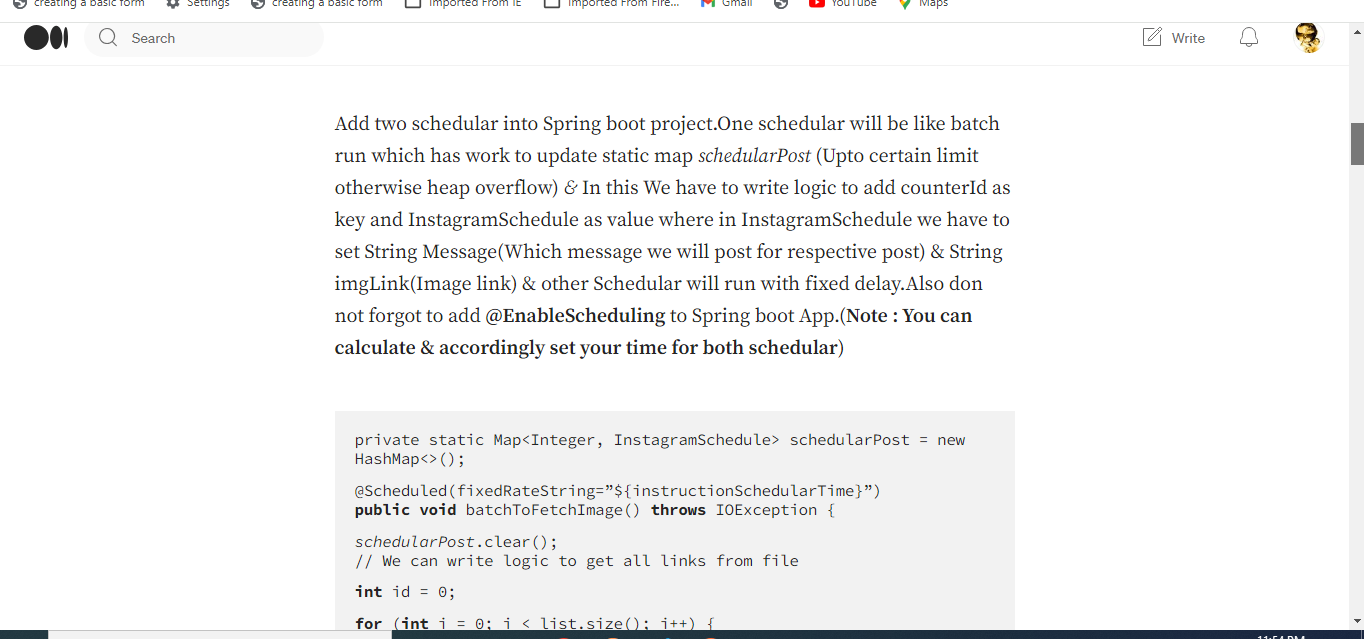 creating a basic form Settings creating a basic form Imported From IE Imported From Fire... Gmail YouTube Maps
Search Write
Add two schedular into Spring boot project.One schedular will be like batch
run which has work to update static map schedularPost (Upto certain limit
otherwise heap overflow) & In this We have to write logic to add counterId as
key and InstagramSchedule as value where in InstagramSchedule we have to
set String Message(Which message we will post for respective post) & String
imgLink(Image link) & other Schedular will run with fixed delay.Also don
not forgot to add @EnableScheduling to Spring boot App.(Note : You can
calculate & accordingly set your time for both schedular)
private static Map<Integer, InstagramSchedule> schedularPost = new
HashMap<>();
@Scheduled(fixedRateString=”${instructionSchedularTime}”)
public void batchToFetchImage() throws IOException {
schedularPost.clear();
// We can write logic to get all links from file
int id = 0;
for (int i = 0; i < list.size(); i++) {
11:54 PM